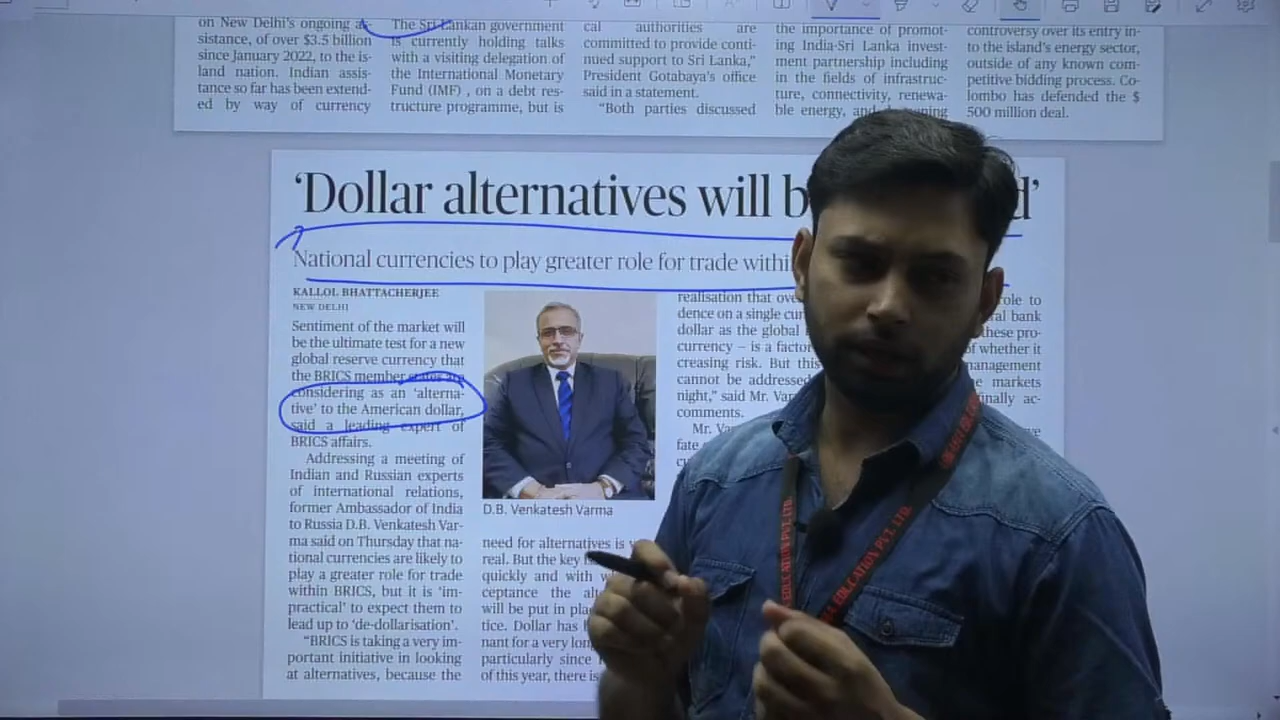 on New Delhi's ongoing as-
sistance, of over $3.5 billion
since January 2022, to the is-
land nation. Indian assis-
tance so far has been extend-
ed by way of currency
The Sri Lankan government
is currently holding talks
with a visiting delegation of
the International Monetary
Fund (IMF) , on a debt res-
tructure programme, but is
cal authorities are
committed to provide conti-
nued support to Sri Lanka,"
President Gotabaya's office
said in a statement.
"Both parties discussed
the importance of promot-
ing India-Sri Lanka invest-
ment partnership including
in the fields of infrastruc-
ture, connectivity, renewa-
ble energy, and
controversy over its entry in-
to the island's energy sector,
outside of any known com-
petitive bidding process. Co-
lombo has defended the $
500 million deal.
'Dollar alternatives will b
National currencies to play greater role for trade withi
KALLOL BHATTACHERJEE
NEW DELHI
Sentiment of the market will
be the ultimate test for a new
global reserve currency that
the BRICS member
considering as an 'alterna-
tive' to the American dollar,
said a leading expert of
BRICS affairs.
Addressing a meeting of
Indian and Russian experts
of international relations,
former Ambassador of India
to Russia D.B. Venkatesh Var-
ma said on Thursday that na-
tional currencies are likely to
play a greater role for trade
within BRICS, but it is 'im-
practical' to expect them to
lead up to 'de-dollarisation'.
"BRICS is taking a very im-
portant initiative in looking
at alternatives, because the
D.B. Venkatesh Varma
need for alternatives is v
real. But the key
quickly and with w
ceptance the alt
will be put in plac
tice. Dollar has
nant for a very long
particularly since
of this year, there is
realisation that ove
dence on a single cur
dollar as the global
currency – is a factor
creasing risk. But this
cannot be addressed
night," said Mr. Var
comments.
Mr. Va
fate
role to
ral bank
these pro-
of whether it
management
e markets
finally ac-
EDUCATION PVT. LTD.
EDUCATION PVT. LTD.